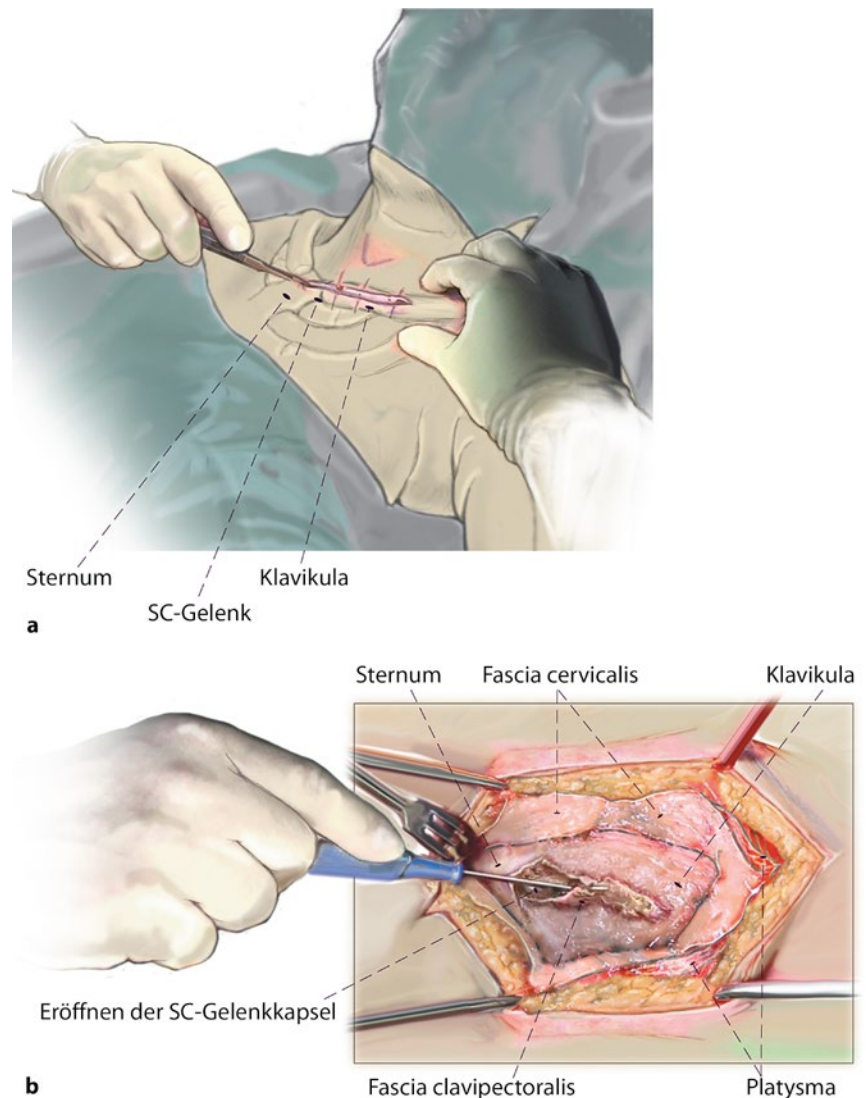 Sternum
Klavikula
SC-Gelenk
a
Sternum
Fascia cervicalis
Klavikula
Eröffnen der SC-Gelenkkapsel
b
Fascia clavipectoralis
Platysma